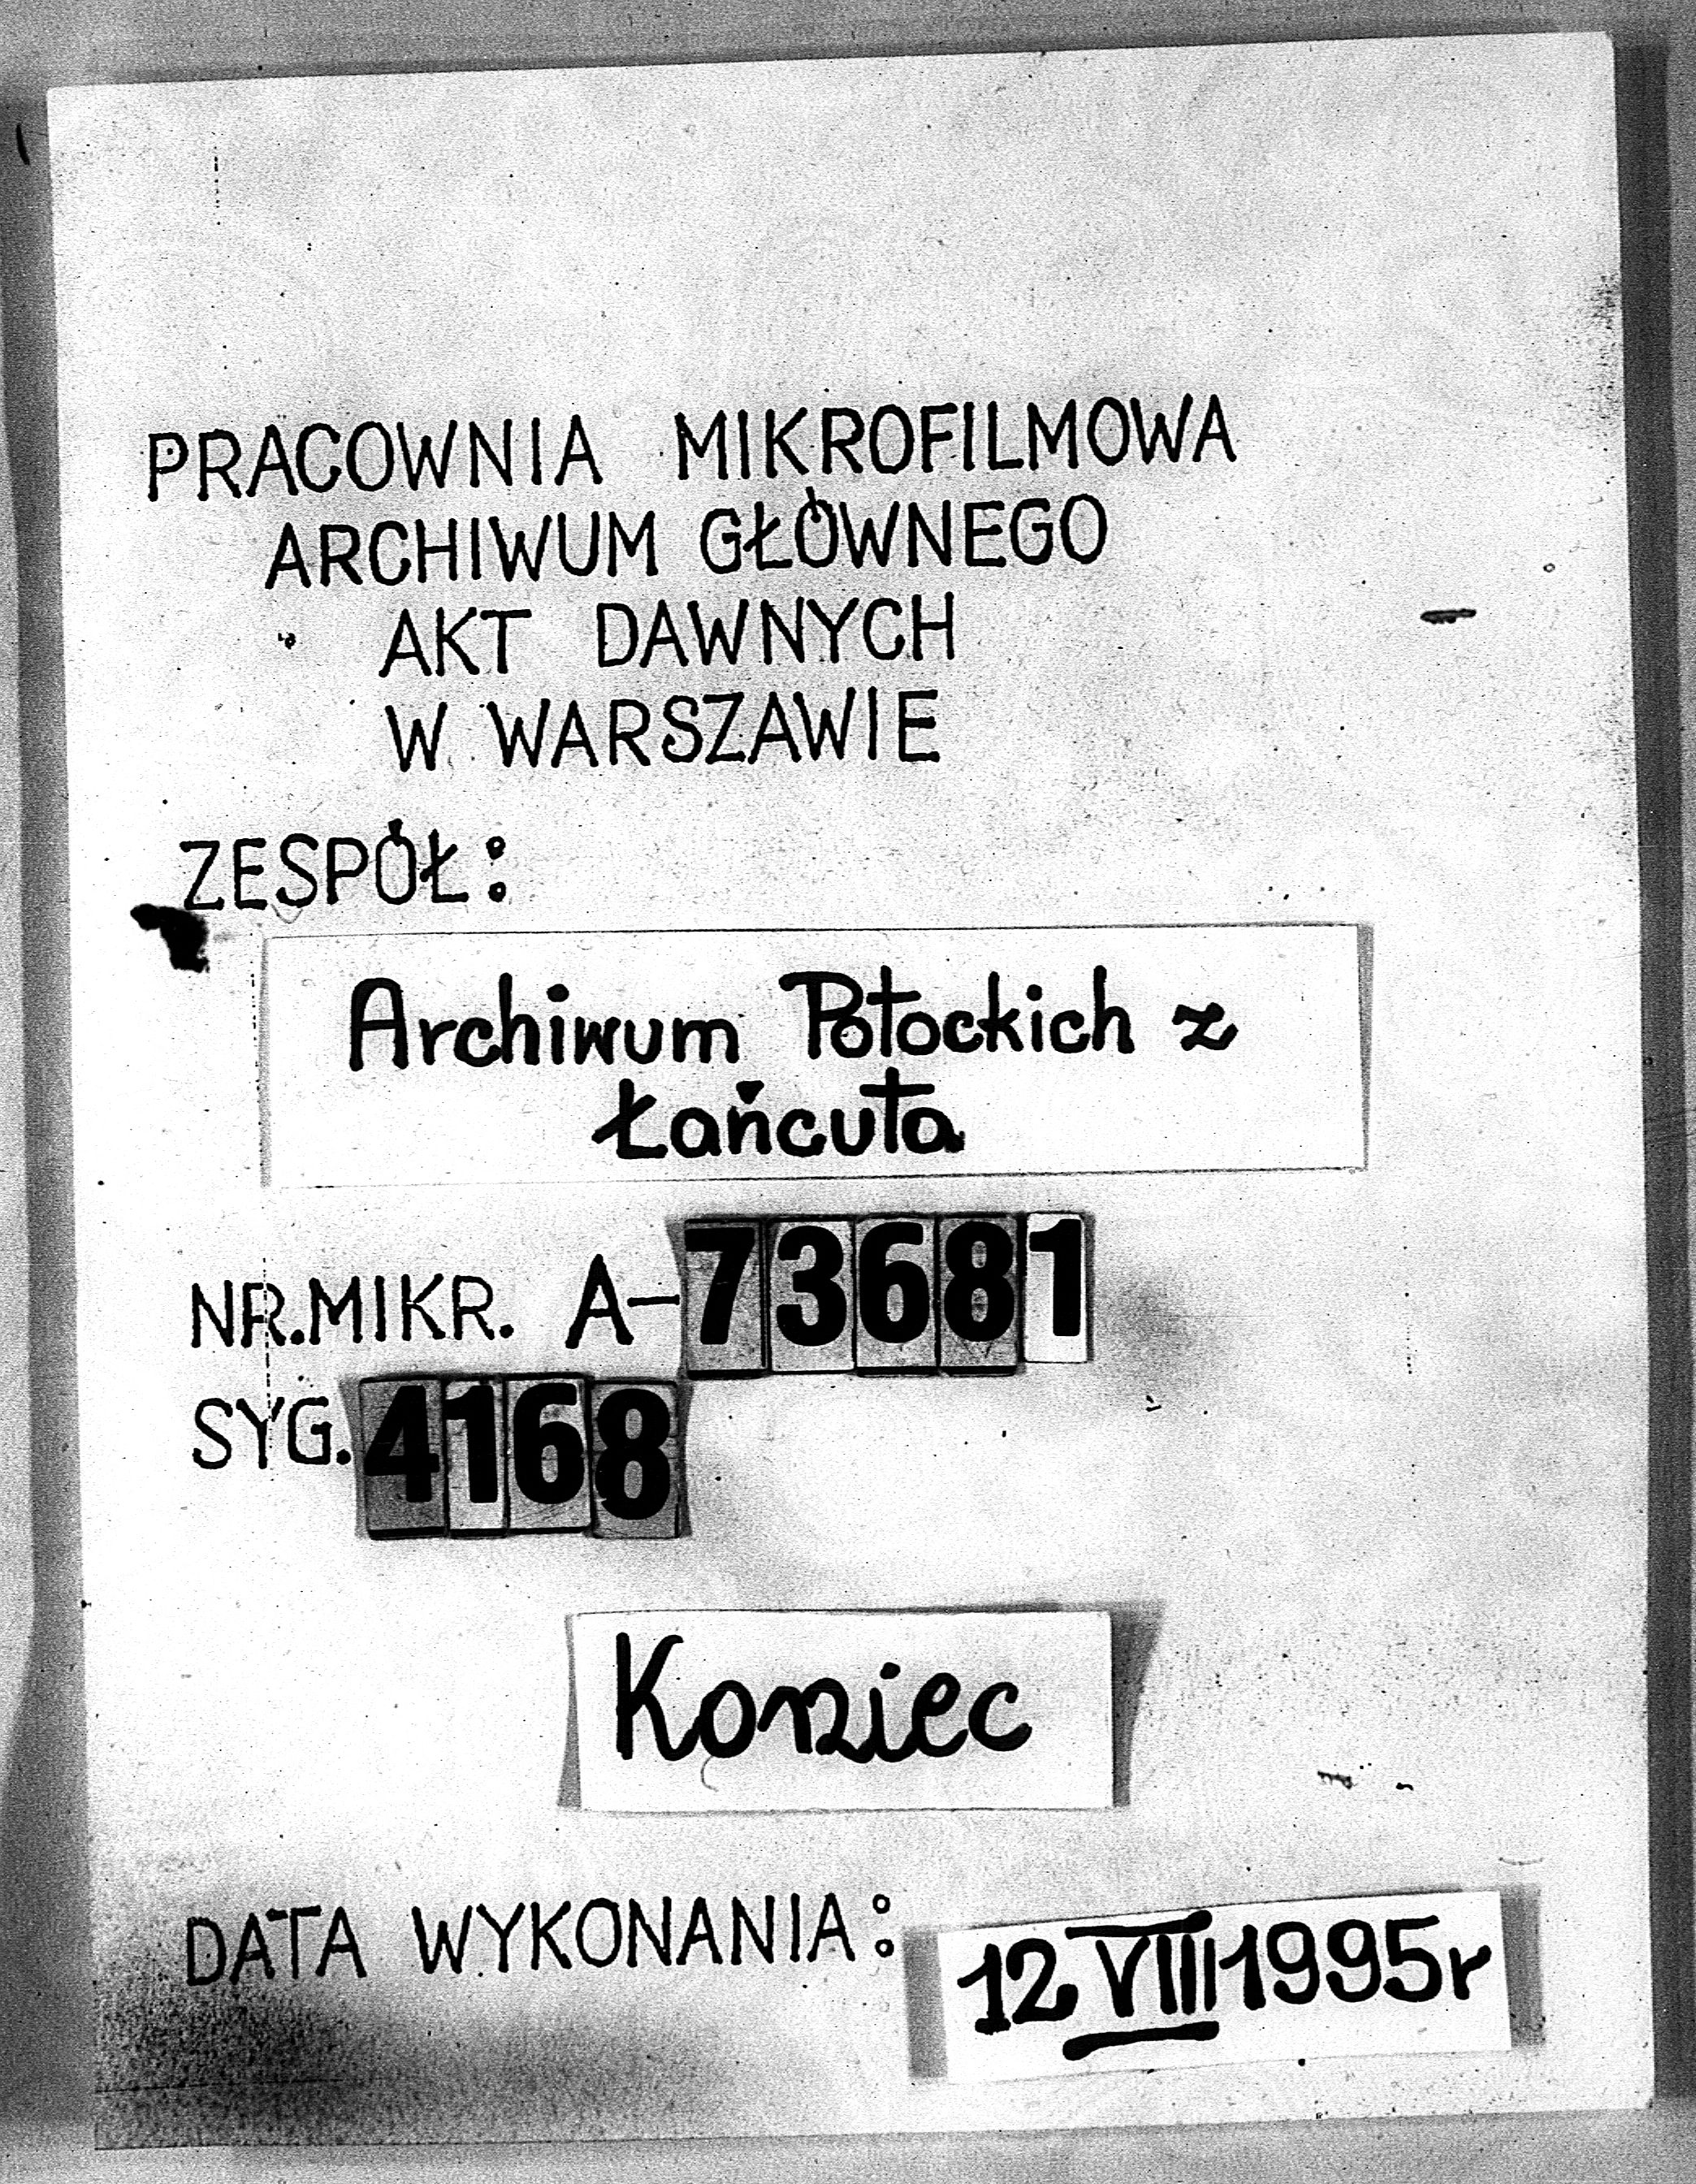 PRACOWNIA MIKROFILMOWA
ARCHIWUM GŁÓWNEGO
AKT DAWNYCH
W WARSZAWIE
ZESPÓŁ:
Archiwum Potockich z
Łańcuta
NR.MIKR. A-73681
SYG. 4168
Koniec
DATA WYKONANIA: 12 VIII 1995r